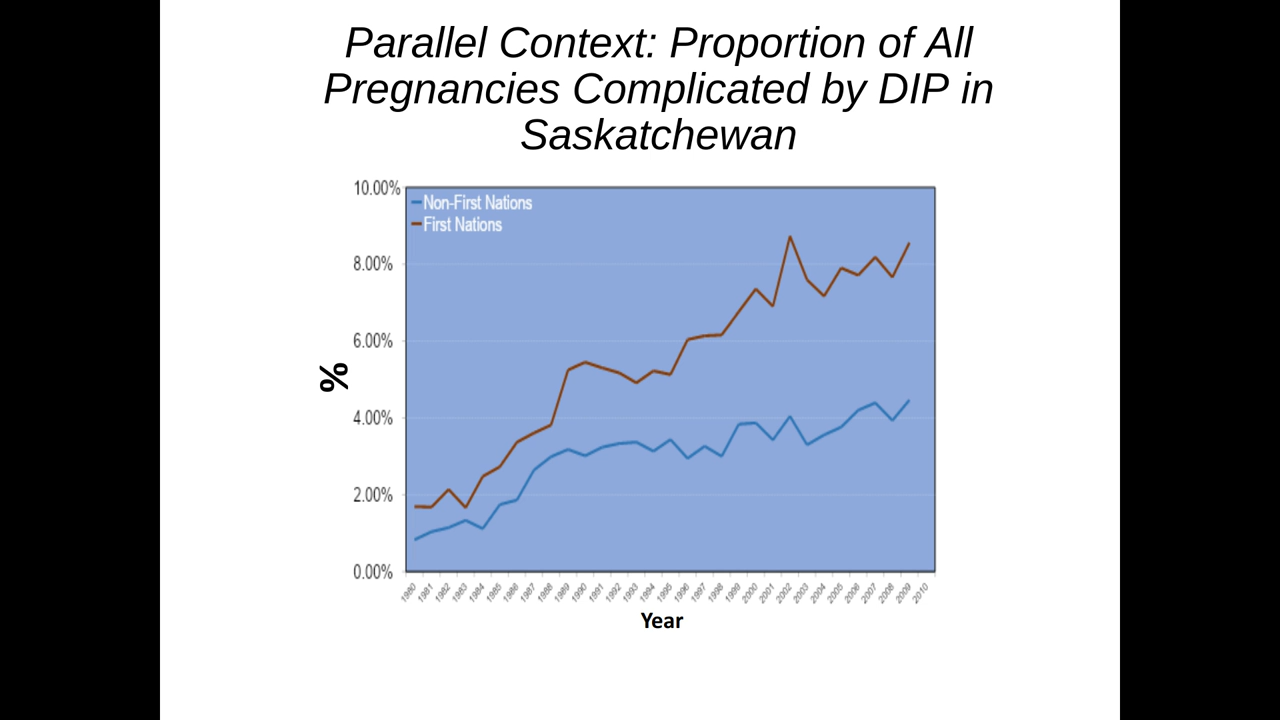 Parallel Context: Proportion of All
Pregnancies Complicated by DIP in
Saskatchewan
10.00%
Non-First Nations
First Nations
8.00%
6.00%
%
4.00%
2.00%
0.00%
1980 1981 1982 1983 1984 1985 1986 1987 1988 1989 1990 1991 1992 1993 1994 1995 1996 1997 1998 1999 2000 2001 2002 2003 2004 2005 2006 2007 2008 2009 2010
Year